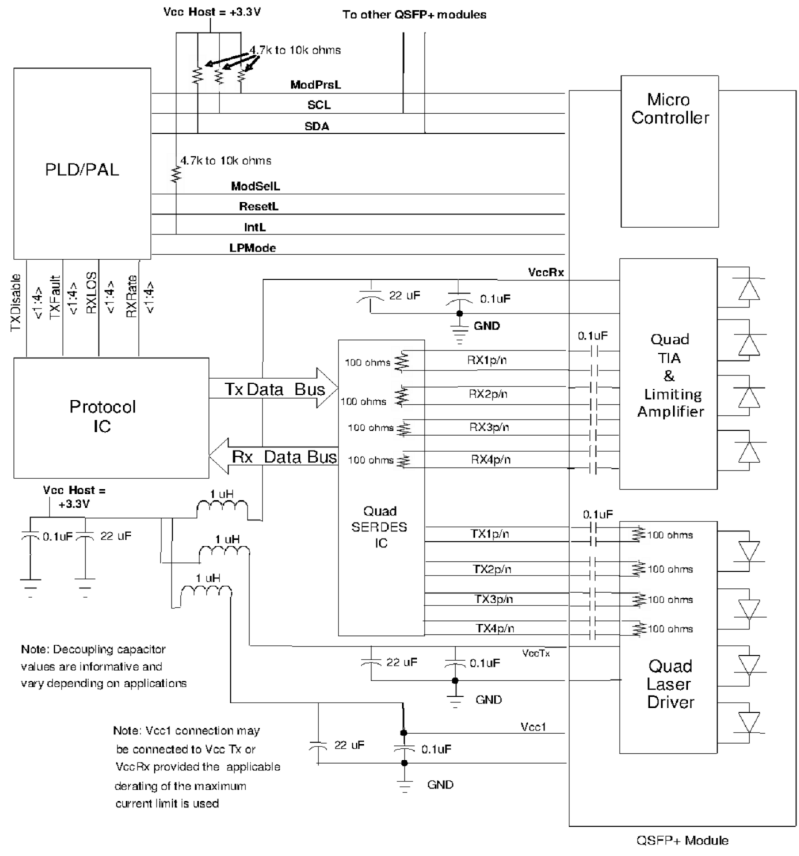 Vcc Host = +3.3V
To other QSFP+ modules
4.7k to 10k ohms
ModPrsL
SCL
SDA
Micro
Controller
PLD/PAL
4.7k to 10k ohms
ModSelL
ResetL
IntL
LPMode
TXDisable
<1:4>
TXFault
<1:4>
RXLOS
<1:4>
RXRate
<1:4>
VccRx
22 uF
0.1uF
GND
0.1uF
Quad
TIA
&
Limiting
Amplifier
100 ohms
RX1p/n
100 ohms
RX2p/n
100 ohms
RX3p/n
100 ohms
RX4p/n
Protocol
IC
Tx Data Bus
Rx Data Bus
Vcc Host =
+3.3V
0.1uF
22 uF
1 uH
1 uH
1 uH
Quad
SERDES
IC
0.1uF
TX1p/n
100 ohms
TX2p/n
100 ohms
TX3p/n
100 ohms
TX4p/n
100 ohms
Note: Decoupling capacitor
values are informative and
vary depending on applications
VccTx
22 uF
0.1uF
GND
Quad
Laser
Driver
Note: Vcc1 connection may
be connected to Vcc Tx or
VccRx provided the applicable
derating of the maximum
current limit is used
Vcc1
22 uF
0.1uF
GND
QSFP+ Module